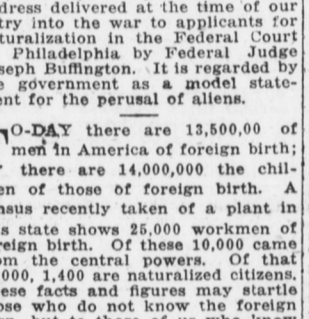 dress delivered at the time of our
try into the war to applicants for
turalization in the Federal Court
Philadelphia by Federal Judge
seph Buffington. It is regarded by
e government as a model state-
ent for the perusal of aliens.
TO-DAY there are 13,500,00 of
men in America of foreign birth;
there are 14,000,000 the chil-
en of those of foreign birth. A
nsus recently taken of a plant in
s state shows 25,000 workmen of
reign birth. Of these 10,000 came
om the central powers. Of that
,000, 1,400 are naturalized citizens.
ese facts and figures may startle
ose who do not know the foreign